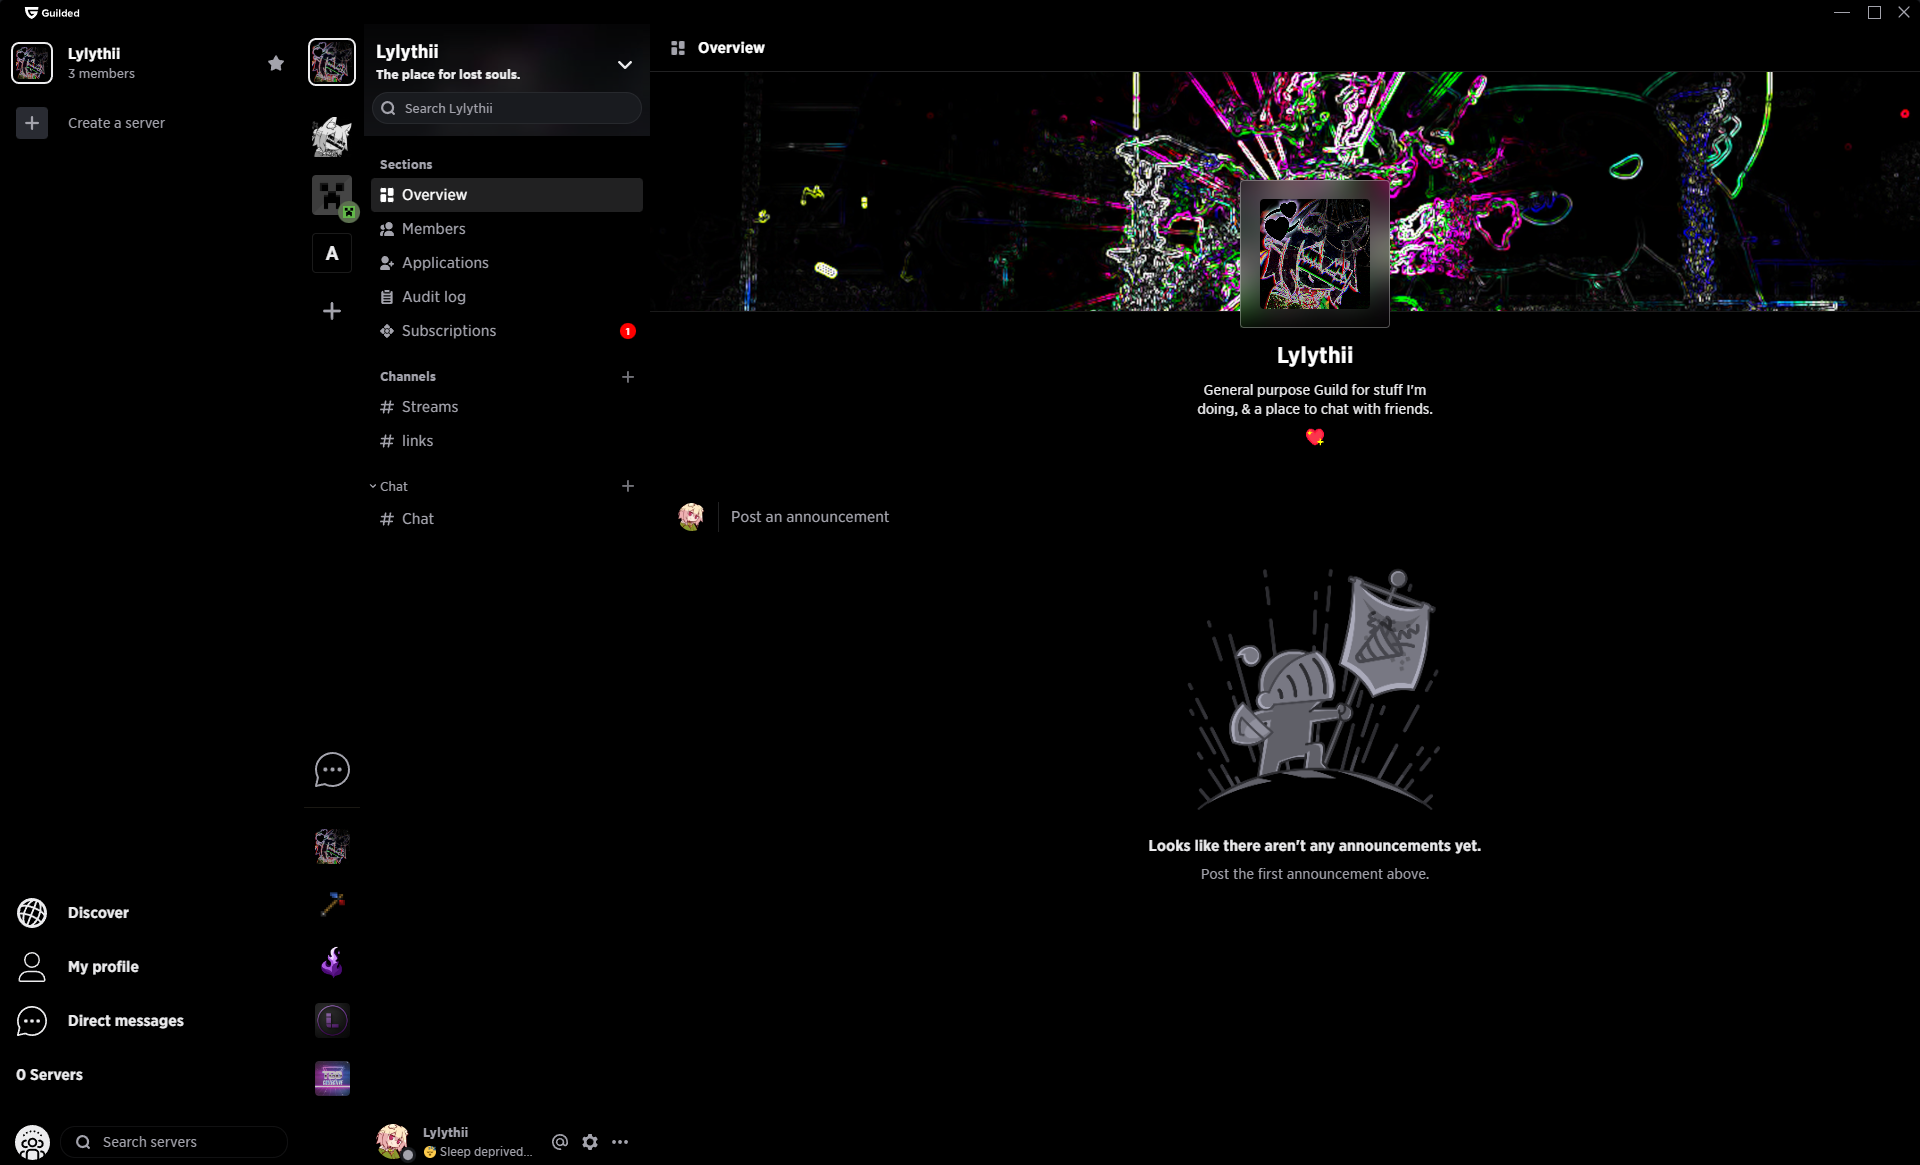 Guilded
Lylythii
3 members
Create a server
Discover
My profile
Direct messages
0 Servers
Search servers
A
Lylythii
The place for lost souls.
Search Lylythii
Sections
Overview
Members
Applications
Audit log
Subscriptions
1
Channels
Streams
links
Chat
Chat
Lylythii
Sleep deprived...
Overview
Lylythii
General purpose Guild for stuff I'm
doing, & a place to chat with friends.
Post an announcement
Looks like there aren't any announcements yet.
Post the first announcement above.